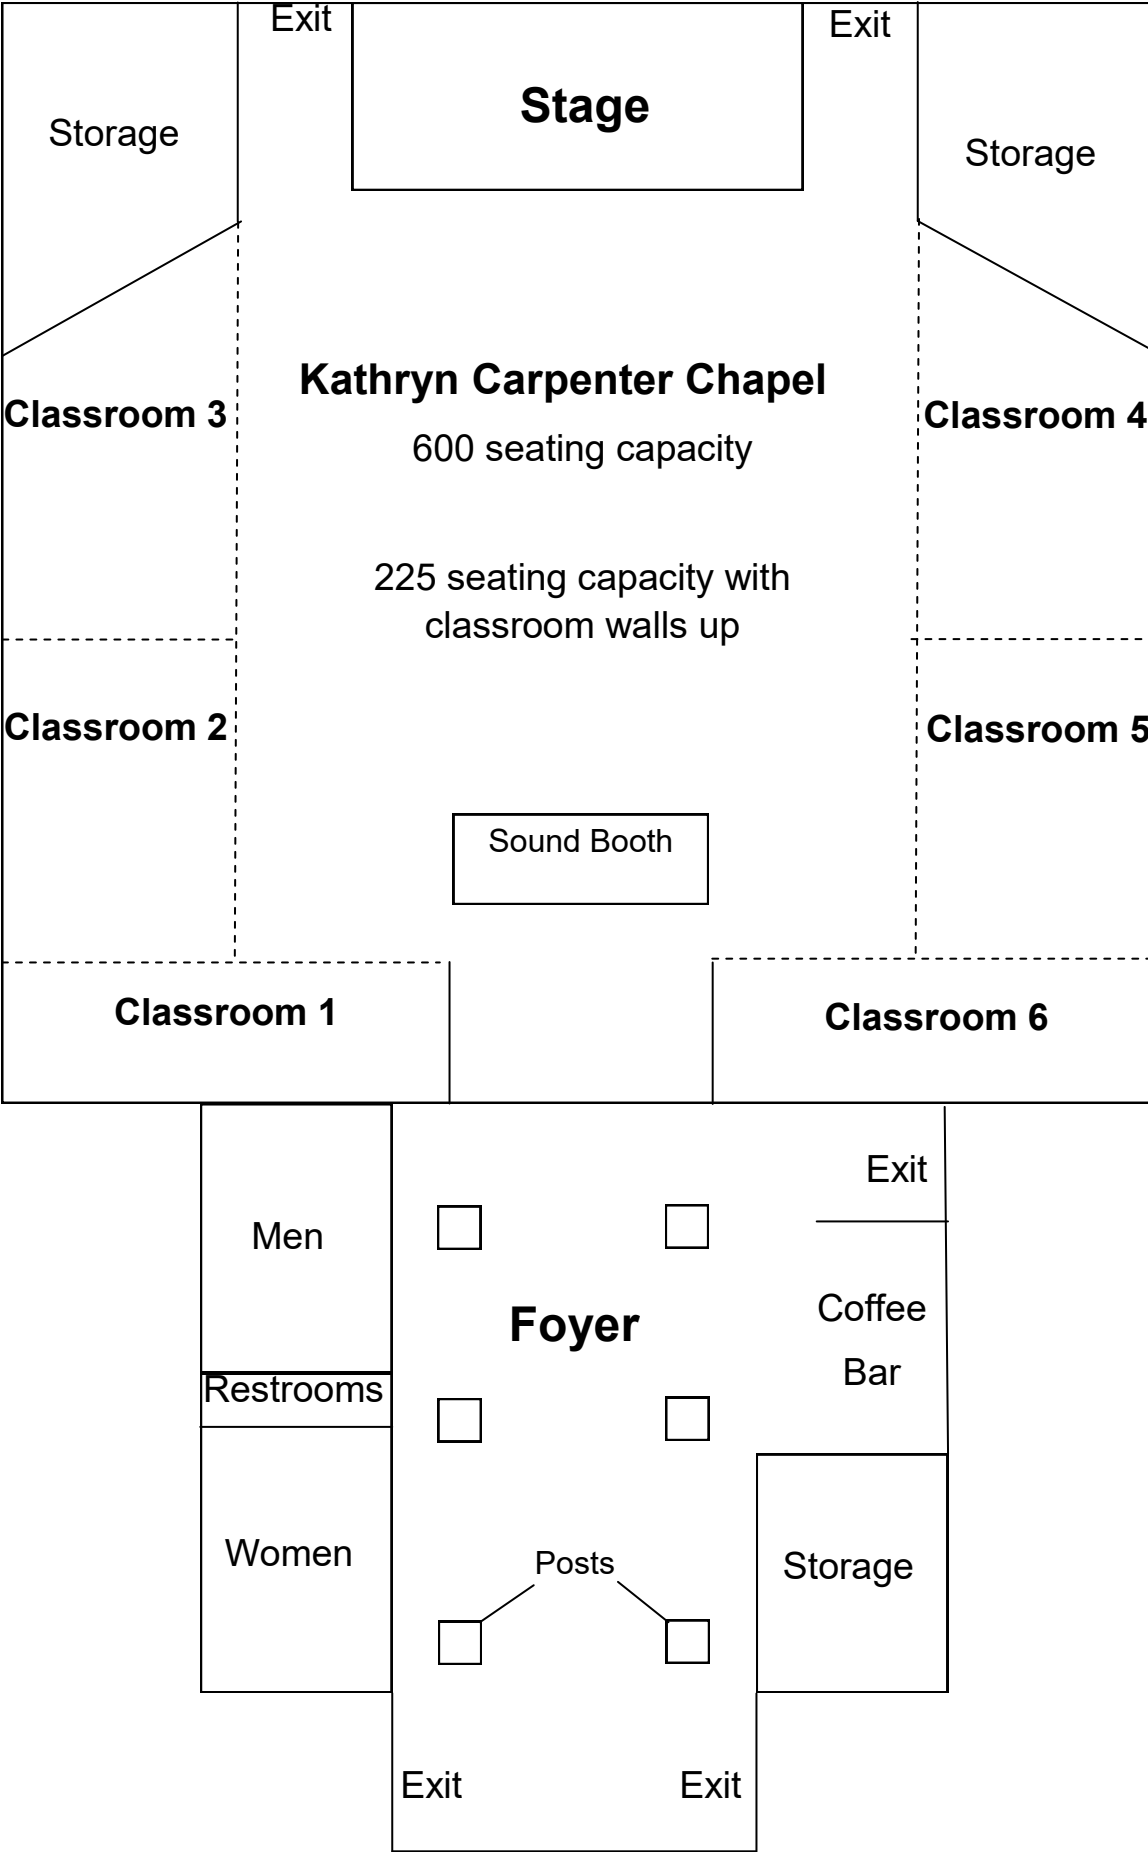 Exit
Exit
Stage
Storage
Storage
Kathryn Carpenter Chapel
Classroom 3
Classroom 4
600 seating capacity
225 seating capacity with
classroom walls up
Classroom 2
Classroom 5
Sound Booth
Classroom 1
Classroom 6
Exit
Men
Foyer
Coffee
Bar
Restrooms
Women
Posts
Storage
Exit
Exit